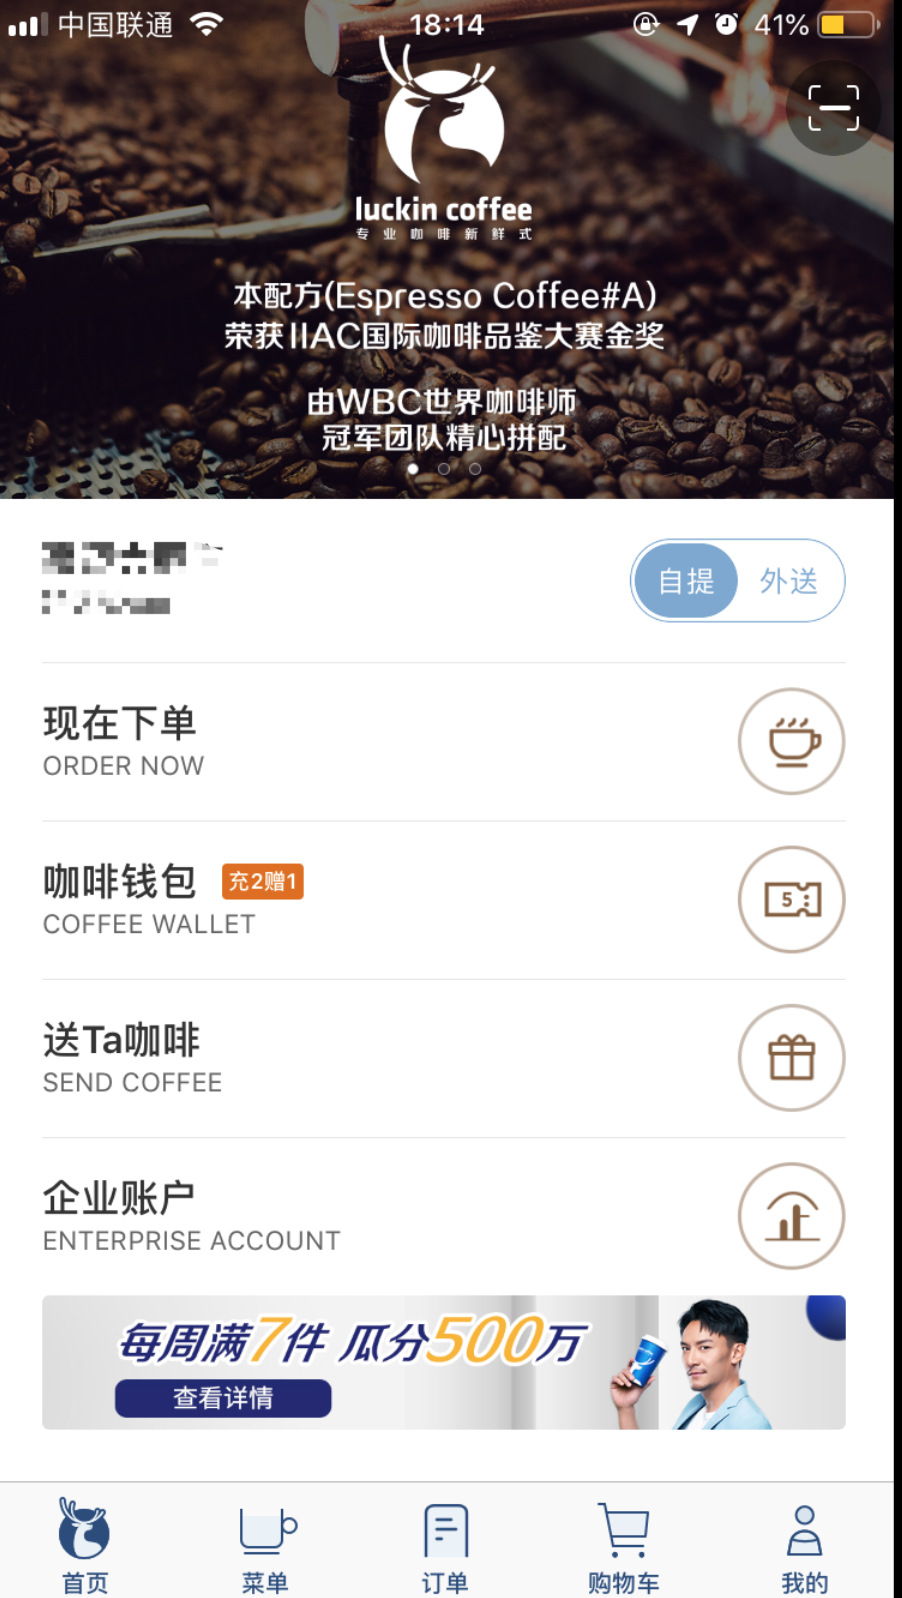 中国联通 18:14 41%
luckin coffee
专业咖啡新鲜式
本配方(Espresso Coffee#A)
荣获IIAC国际咖啡品鉴大赛金奖
由WBC世界咖啡师
冠军团队精心拼配
自提 外送
现在下单
ORDER NOW
咖啡钱包 充2赠1
COFFEE WALLET
5
送Ta咖啡
SEND COFFEE
企业账户
ENTERPRISE ACCOUNT
每周满7件 瓜分500万
查看详情
首页 菜单 订单 购物车 我的